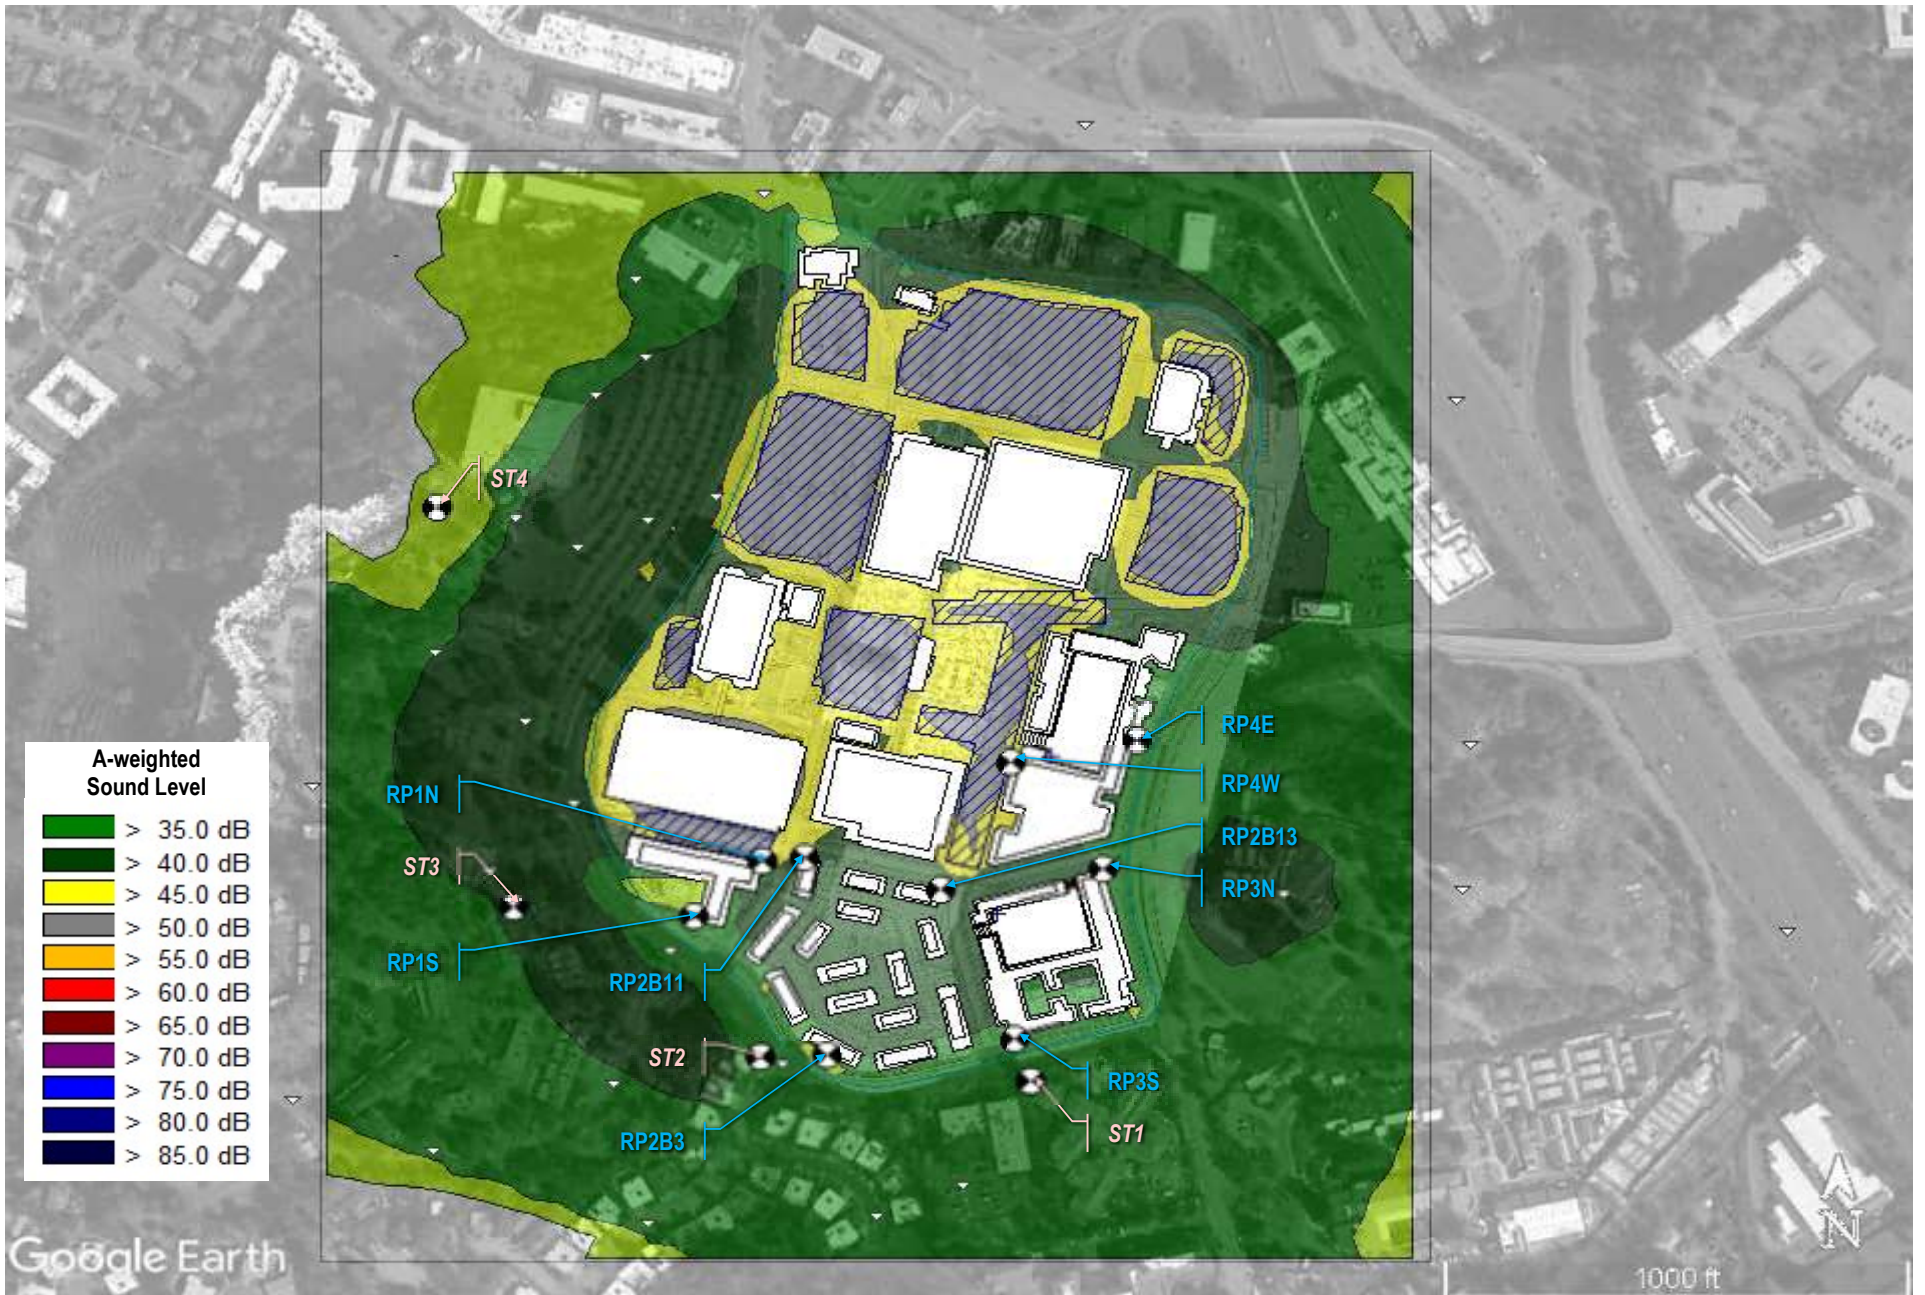 ST4
RP4E
A-weighted
Sound Level
> 35.0 dB
> 40.0 dB
> 45.0 dB
> 50.0 dB
> 55.0 dB
> 60.0 dB
> 65.0 dB
> 70.0 dB
> 75.0 dB
> 80.0 dB
> 85.0 dB
RP1N
RP4W
RP2B13
ST3
RP3N
RP1S
RP2B11
ST2
RP3S
RP2B3
ST1
N
Google Earth
1000 ft